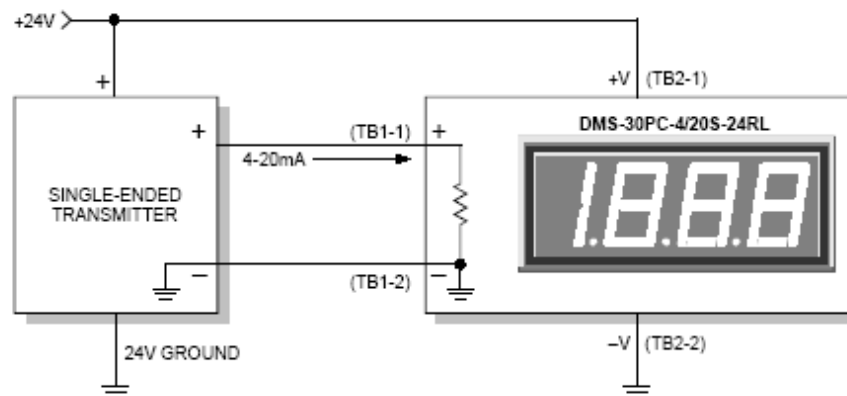 +24V
+V (TB2-1)
+
DMS-30PC-4/20S-24RL
+ (TB1-1) +
4-20mA
1.8.8.8
SINGLE-ENDED
TRANSMITTER
– (TB1-2) –
24V GROUND
–V (TB2-2)